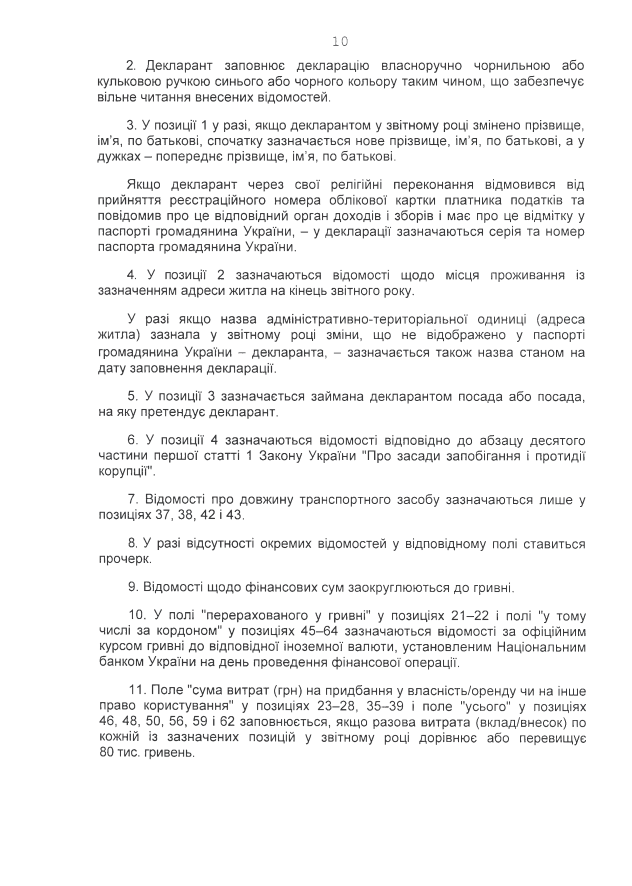 10
2. Декларант заповнює декларацію власноручно чорнильною або
кульковою ручкою синього або чорного кольору таким чином, що забезпечує
вільне читання внесених відомостей.
3. У позиції 1 у разі, якщо декларантом у звітному році змінено прізвище,
ім’я, по батькові, спочатку зазначається нове прізвище, ім’я, по батькові, а у
дужках – попереднє прізвище, ім’я, по батькові.
Якщо декларант через свої релігійні переконання відмовився від
прийняття реєстраційного номера облікової картки платника податків та
повідомив про це відповідний орган доходів і зборів і має про це відмітку у
паспорті громадянина України, – у декларації зазначаються серія та номер
паспорта громадянина України.
4. У позиції 2 зазначаються відомості щодо місця проживання із
зазначенням адреси житла на кінець звітного року.
У разі якщо назва адміністративно-територіальної одиниці (адреса
житла) зазнала у звітному році зміни, що не відображено у паспорті
громадянина України – декларанта, – зазначається також назва станом на
дату заповнення декларації.
5. У позиції 3 зазначається займана декларантом посада або посада,
на яку претендує декларант.
6. У позиції 4 зазначаються відомості відповідно до абзацу десятого
частини першої статті 1 Закону України "Про засади запобігання і протидії
корупції".
7. Відомості про довжину транспортного засобу зазначаються лише у
позиціях 37, 38, 42 і 43.
8. У разі відсутності окремих відомостей у відповідному полі ставиться
прочерк.
9. Відомості щодо фінансових сум заокруглюються до гривні.
10. У полі "перерахованого у гривні" у позиціях 21–22 і полі "у тому
числі за кордоном" у позиціях 45–64 зазначаються відомості за офіційним
курсом гривні до відповідної іноземної валюти, установленим Національним
банком України на день проведення фінансової операції.
11. Поле "сума витрат (грн) на придбання у власність/оренду чи на інше
право користування" у позиціях 23–28, 35–39 і поле "усього" у позиціях
46, 48, 50, 56, 59 і 62 заповнюється, якщо разова витрата (вклад/внесок) по
кожній із зазначених позицій у звітному році дорівнює або перевищує
80 тис. гривень.